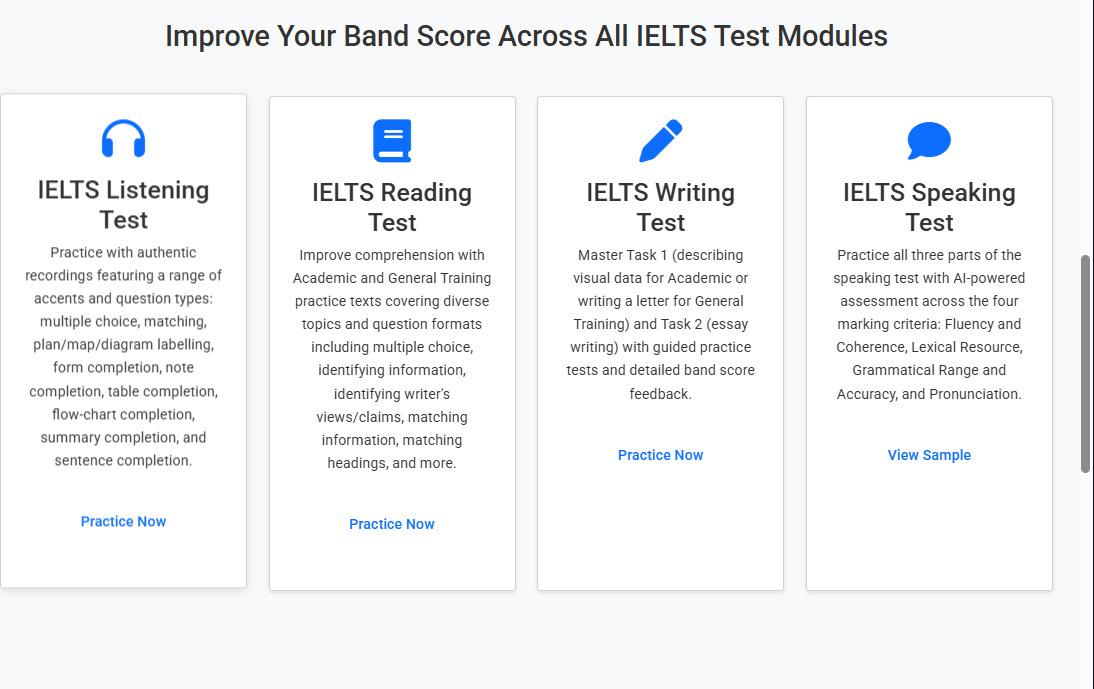 Improve Your Band Score Across All IELTS Test Modules
IELTS Listening
Test
Practice with authentic
recordings featuring a range of
accents and question types:
multiple choice, matching,
plan/map/diagram labelling,
form completion, note
completion, table completion,
flow-chart completion,
summary completion, and
sentence completion.
Practice Now
IELTS Reading
Test
Improve comprehension with
Academic and General Training
practice texts covering diverse
topics and question formats
including multiple choice,
identifying information,
identifying writer's
views/claims, matching
information, matching
headings, and more.
Practice Now
IELTS Writing
Test
Master Task 1 (describing
visual data for Academic or
writing a letter for General
Training) and Task 2 (essay
writing) with guided practice
tests and detailed band score
feedback.
Practice Now
IELTS Speaking
Test
Practice all three parts of the
speaking test with AI-powered
assessment across the four
marking criteria: Fluency and
Coherence, Lexical Resource,
Grammatical Range and
Accuracy, and Pronunciation.
View Sample